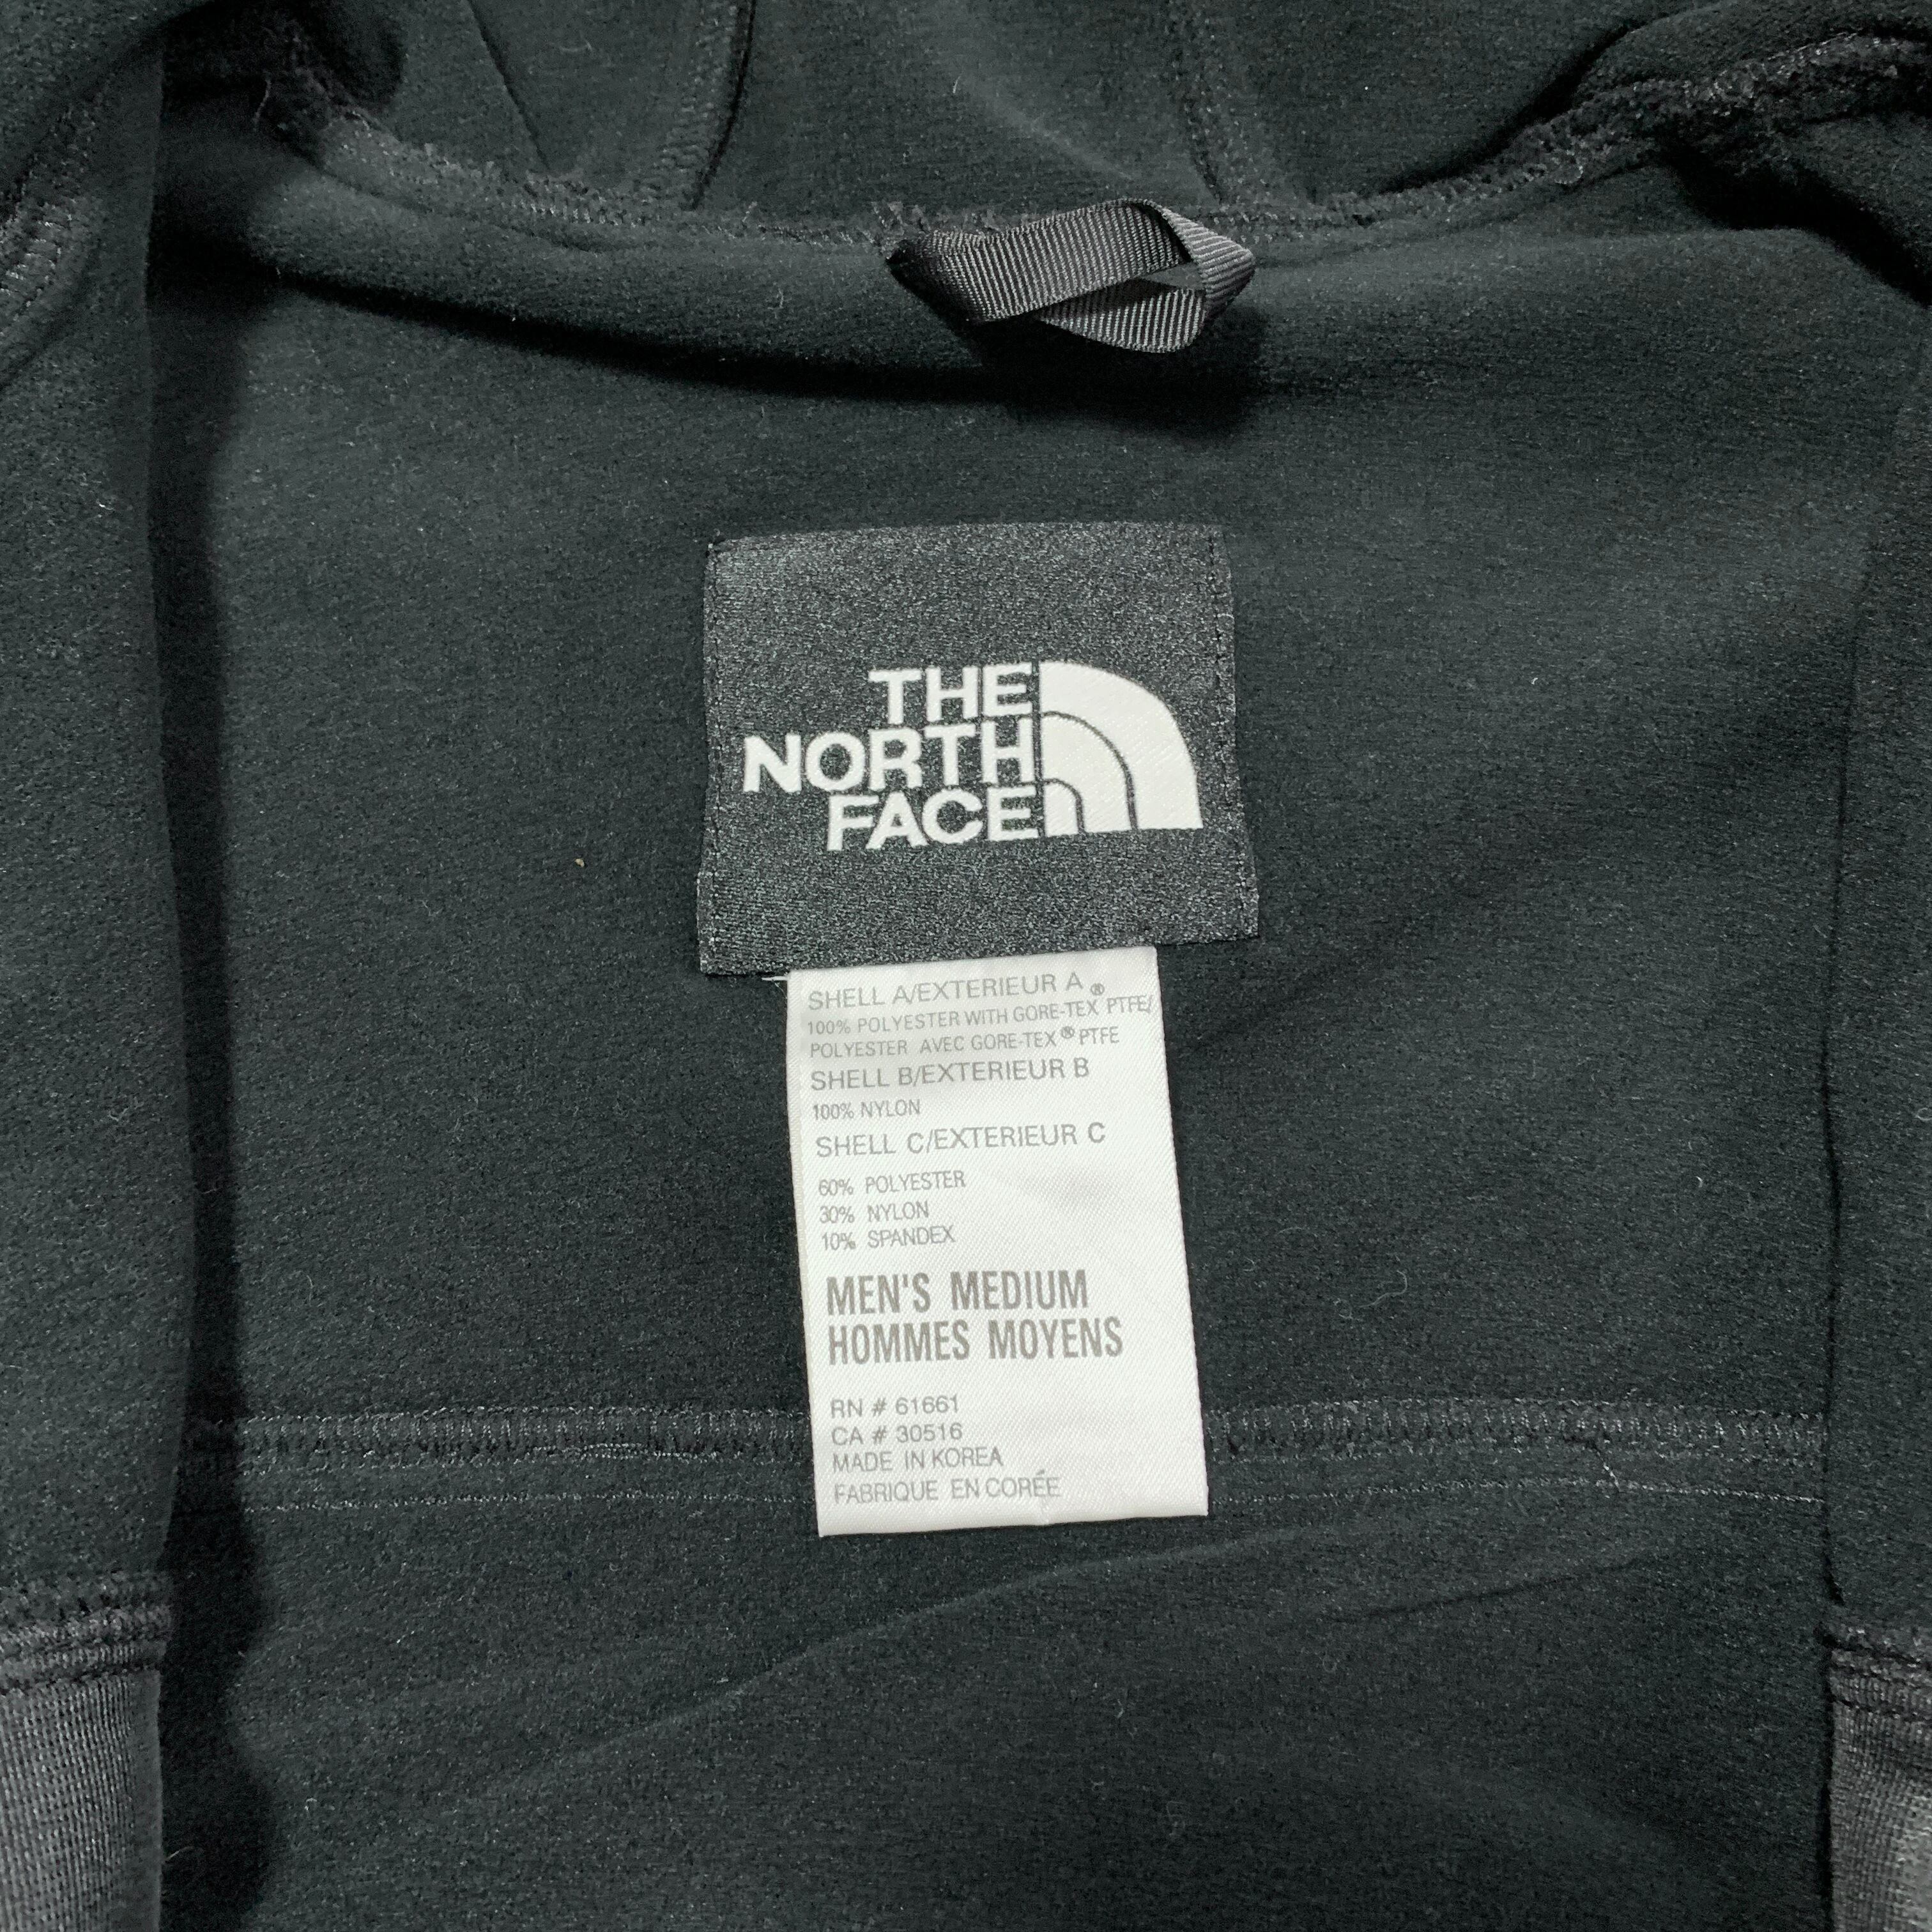 THE
NORTH
FACE
SHELL A/EXTERIEUR A
100% POLYESTER WITH GORE-TEX® PTFE/
POLYESTER AVEC GORE-TEX® PTFE
SHELL B/EXTERIEUR B
100% NYLON
SHELL C/EXTERIEUR C
60% POLYESTER
30% NYLON
10% SPANDEX
MEN'S MEDIUM
HOMMES MOYENS
RN # 61661
CA # 30516
MADE IN KOREA
FABRIQUE EN CORÉE